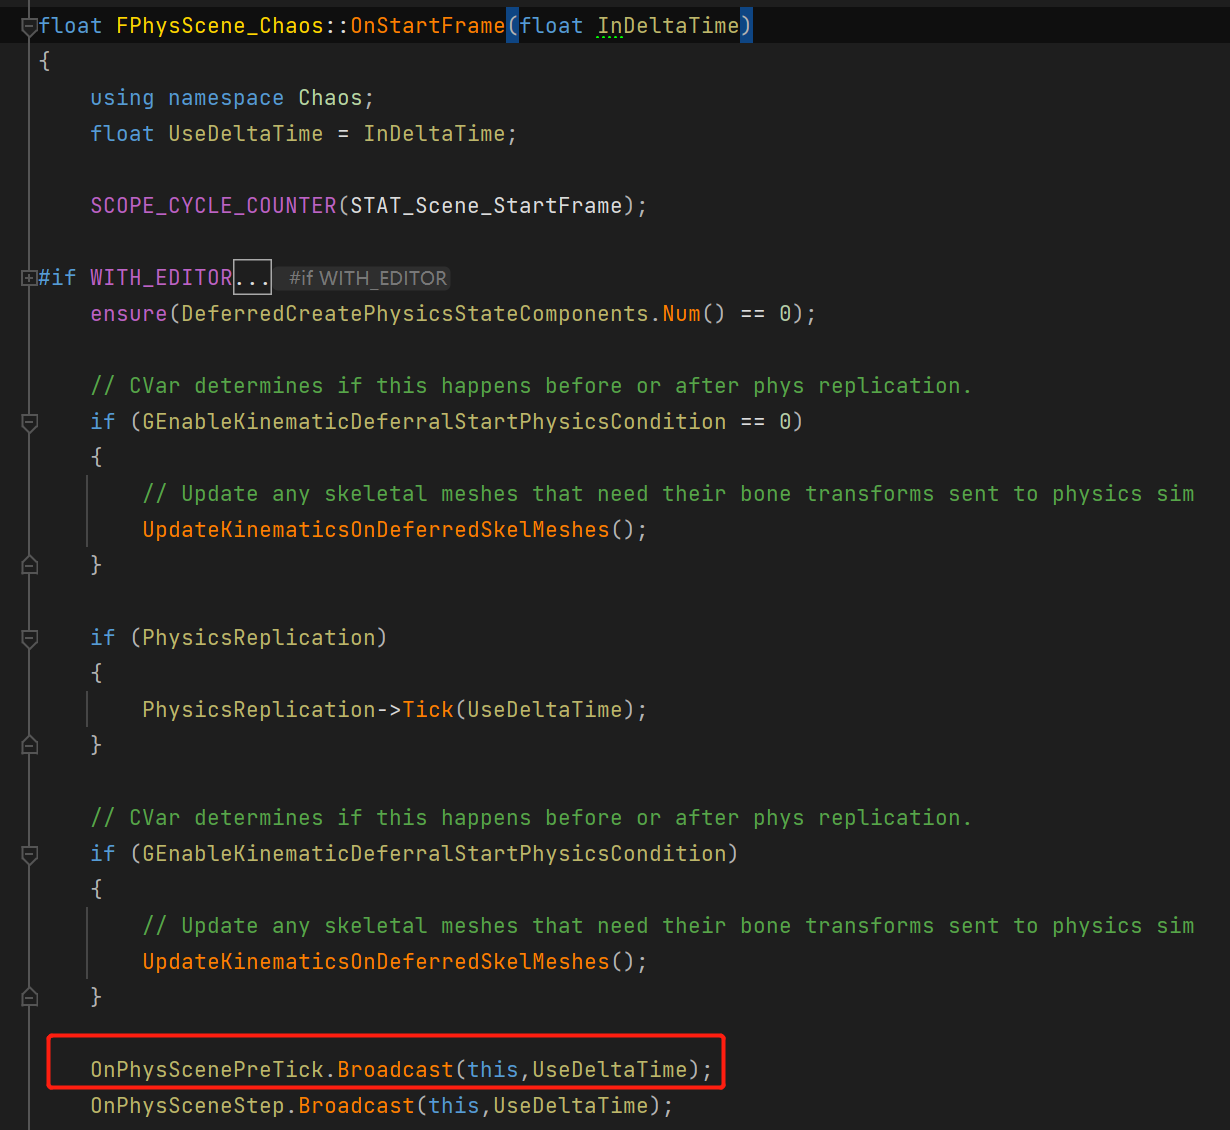 float FPhysScene_Chaos::OnStartFrame(float InDeltaTime)
{
using namespace Chaos;
float UseDeltaTime = InDeltaTime;
SCOPE_CYCLE_COUNTER(STAT_Scene_StartFrame);
#if WITH_EDITOR... #if WITH_EDITOR
ensure(DeferredCreatePhysicsStateComponents.Num() == 0);
// CVar determines if this happens before or after phys replication.
if (GEnableKinematicDeferralStartPhysicsCondition == 0)
{
// Update any skeletal meshes that need their bone transforms sent to physics sim
UpdateKinematicsOnDeferredSkelMeshes();
}
if (PhysicsReplication)
{
PhysicsReplication->Tick(UseDeltaTime);
}
// CVar determines if this happens before or after phys replication.
if (GEnableKinematicDeferralStartPhysicsCondition)
{
// Update any skeletal meshes that need their bone transforms sent to physics sim
UpdateKinematicsOnDeferredSkelMeshes();
}
OnPhysScenePreTick.Broadcast(this,UseDeltaTime);
OnPhysSceneStep.Broadcast(this,UseDeltaTime);